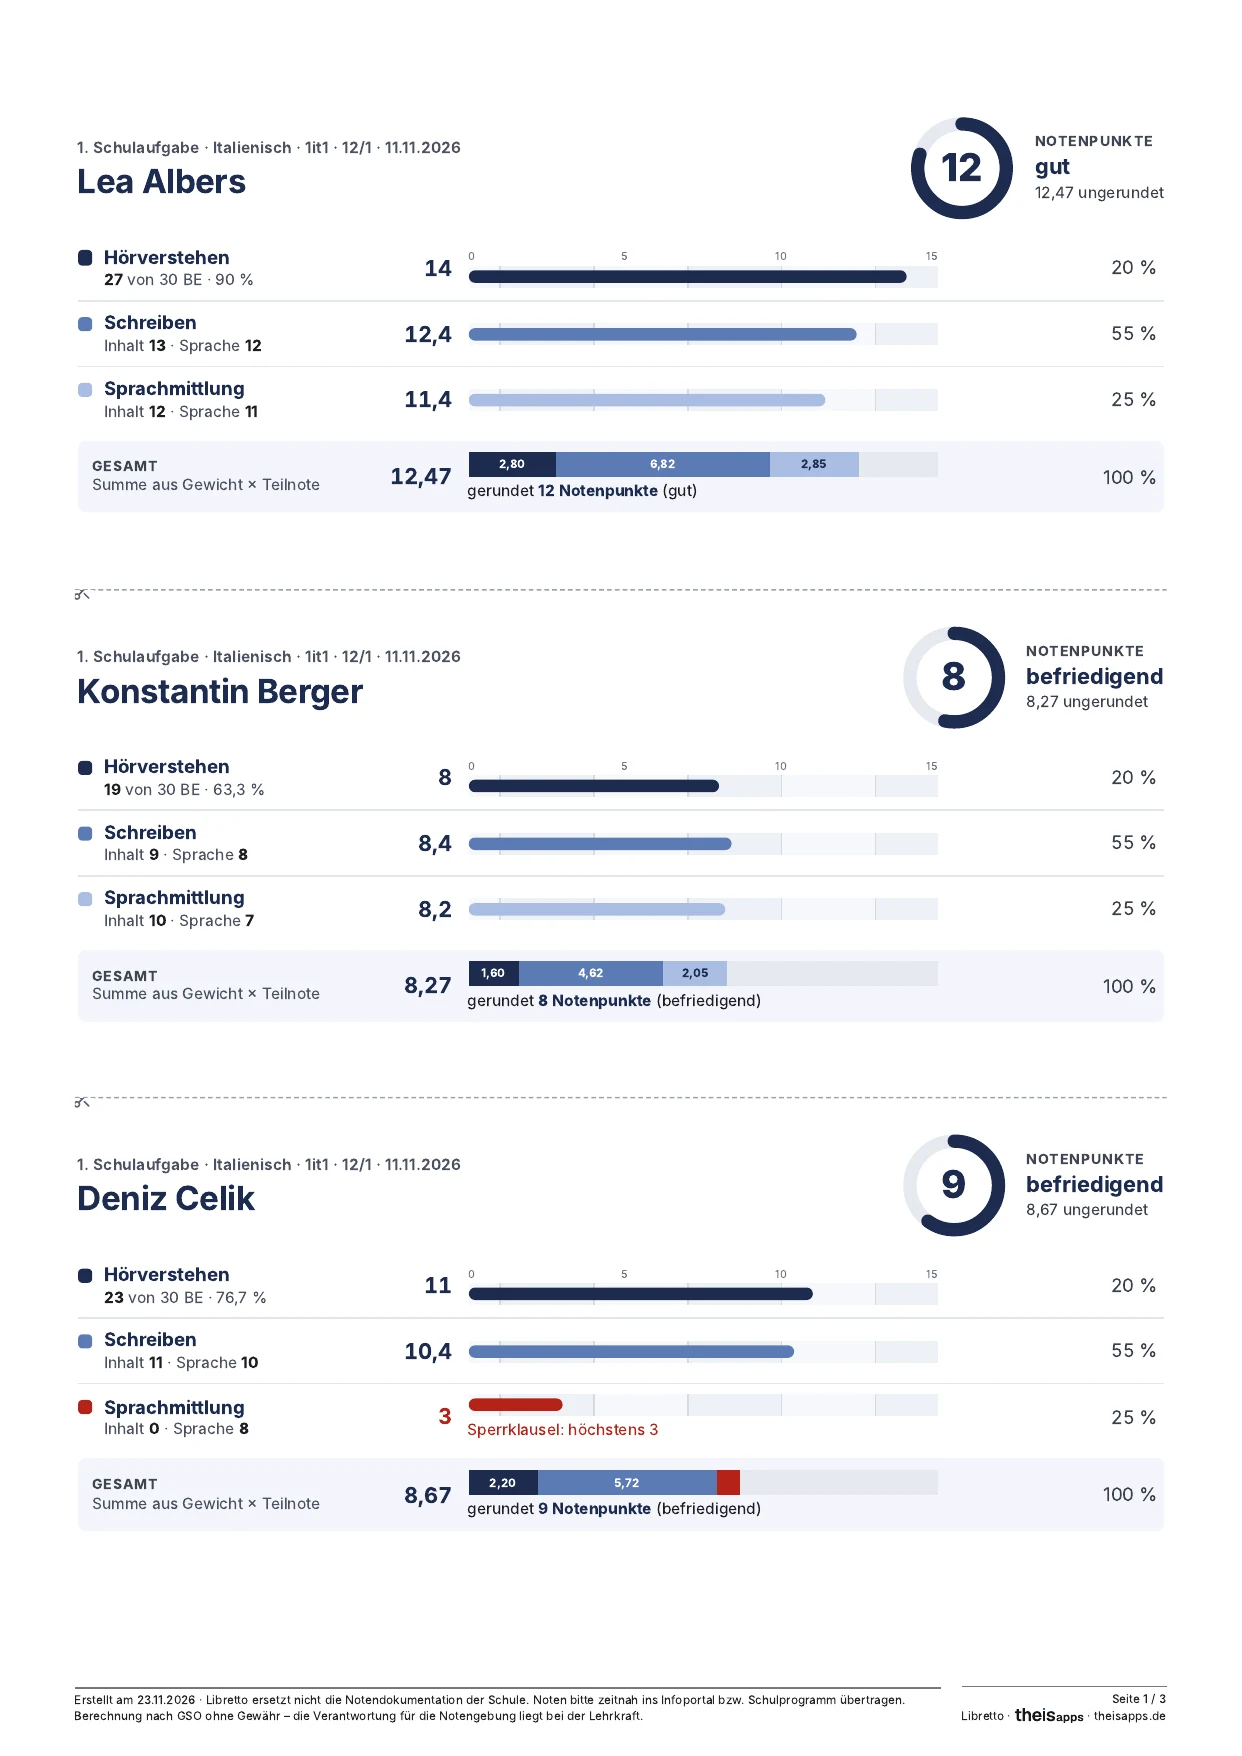 1. Schulaufgabe · Italienisch · 1it1 · 12/1 · 11.11.2026
Lea Albers
12
NOTENPUNKTE
gut
12,47 ungerundet
0 5 10 15
Hörverstehen
27 von 30 BE · 90 %
14
20 %
Schreiben
Inhalt 13 · Sprache 12
12,4
55 %
Sprachmittlung
Inhalt 12 · Sprache 11
11,4
25 %
GESAMT
Summe aus Gewicht × Teilnote
12,47
2,80 6,82 2,85
gerundet 12 Notenpunkte (gut)
100 %
1. Schulaufgabe · Italienisch · 1it1 · 12/1 · 11.11.2026
Konstantin Berger
8
NOTENPUNKTE
befriedigend
8,27 ungerundet
0 5 10 15
Hörverstehen
19 von 30 BE · 63,3 %
8
20 %
Schreiben
Inhalt 9 · Sprache 8
8,4
55 %
Sprachmittlung
Inhalt 10 · Sprache 7
8,2
25 %
GESAMT
Summe aus Gewicht × Teilnote
8,27
1,60 4,62 2,05
gerundet 8 Notenpunkte (befriedigend)
100 %
1. Schulaufgabe · Italienisch · 1it1 · 12/1 · 11.11.2026
Deniz Celik
9
NOTENPUNKTE
befriedigend
8,67 ungerundet
0 5 10 15
Hörverstehen
23 von 30 BE · 76,7 %
11
20 %
Schreiben
Inhalt 11 · Sprache 10
10,4
55 %
Sprachmittlung
Inhalt 0 · Sprache 8
3
Sperrklausel: höchstens 3
25 %
GESAMT
Summe aus Gewicht × Teilnote
8,67
2,20 5,72
gerundet 9 Notenpunkte (befriedigend)
100 %
Erstellt am 23.11.2026 · Libretto ersetzt nicht die Notendokumentation der Schule. Noten bitte zeitnah ins Infoportal bzw. Schulprogramm übertragen.
Berechnung nach GSO ohne Gewähr – die Verantwortung für die Notengebung liegt bei der Lehrkraft.
Seite 1 / 3
Libretto · theisapps · theisapps.de